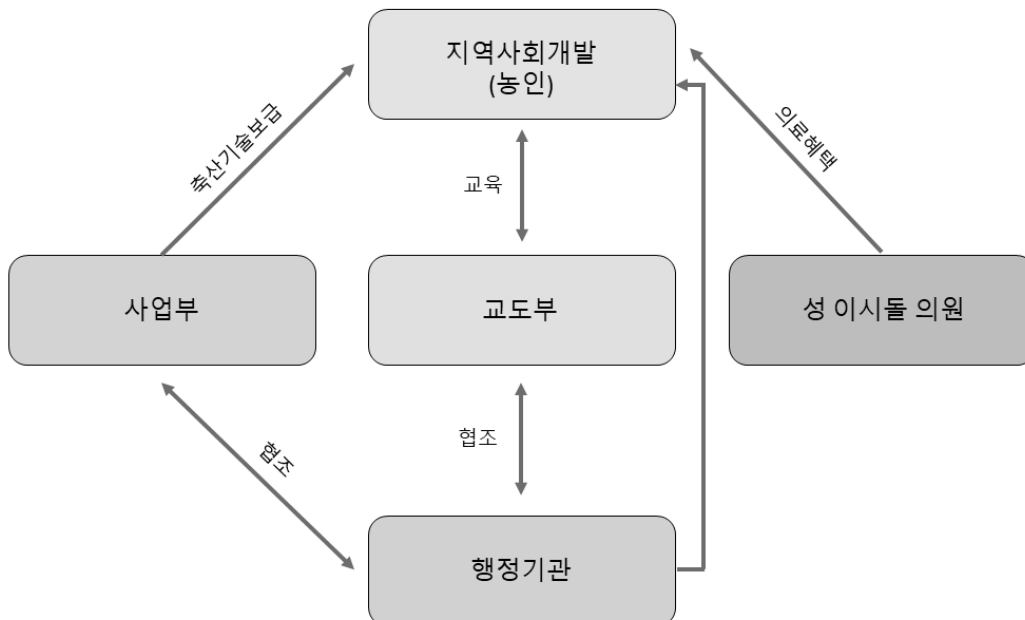 지역사회개발
(농인)
축산기술보급
의료혜택
교육
사업부
교도부
성 이시돌 의원
협조
협조
행정기관